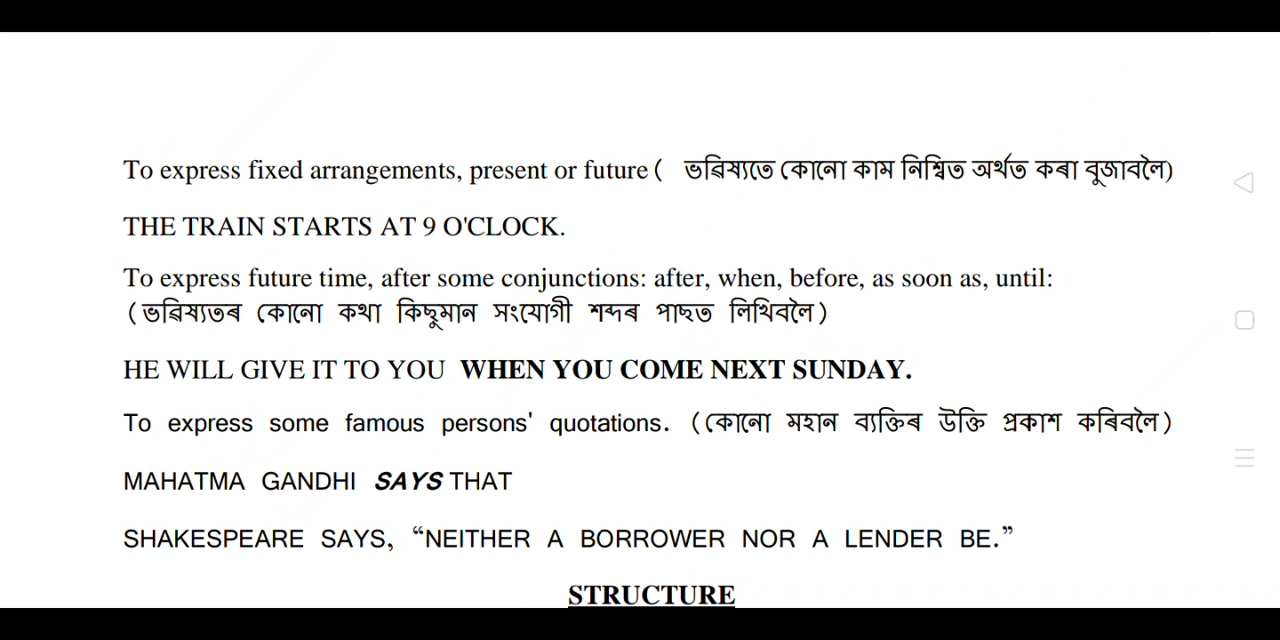 To express fixed arrangements, present or future ( ভৱিষ্যতে কোনো কাম নিশ্বিত অৰ্থত কৰা বুজাবলৈ)
THE TRAIN STARTS AT 9 O'CLOCK.
To express future time, after some conjunctions: after, when, before, as soon as, until:
(ভৱিষ্যতৰ কোনো কথা কিছুমান সংযোগী শব্দৰ পাছত লিখিবলৈ)
HE WILL GIVE IT TO YOU WHEN YOU COME NEXT SUNDAY.
To express some famous persons' quotations. (কোনো মহান ব্যক্তিৰ উক্তি প্ৰকাশ কৰিবলৈ)
MAHATMA GANDHI SAYS THAT
SHAKESPEARE SAYS, “NEITHER A BORROWER NOR A LENDER BE.”
STRUCTURE